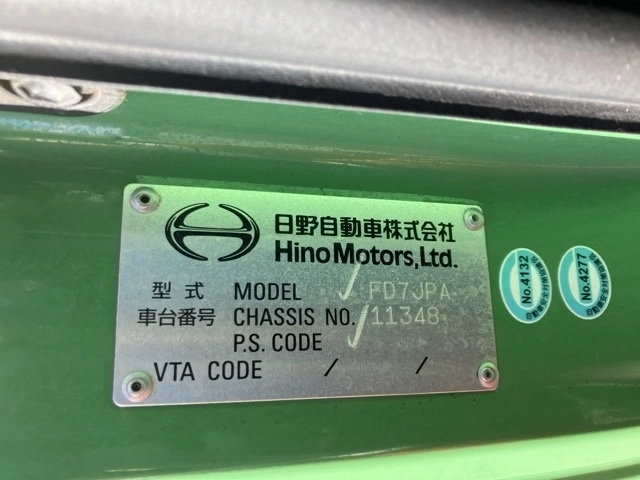 日野自動車株式会社
Hino Motors, Ltd.
型式 MODEL FD7JPA
車台番号 CHASSIS NO. 11348
P.S. CODE
VTA CODE / /
No.4132
No.4277